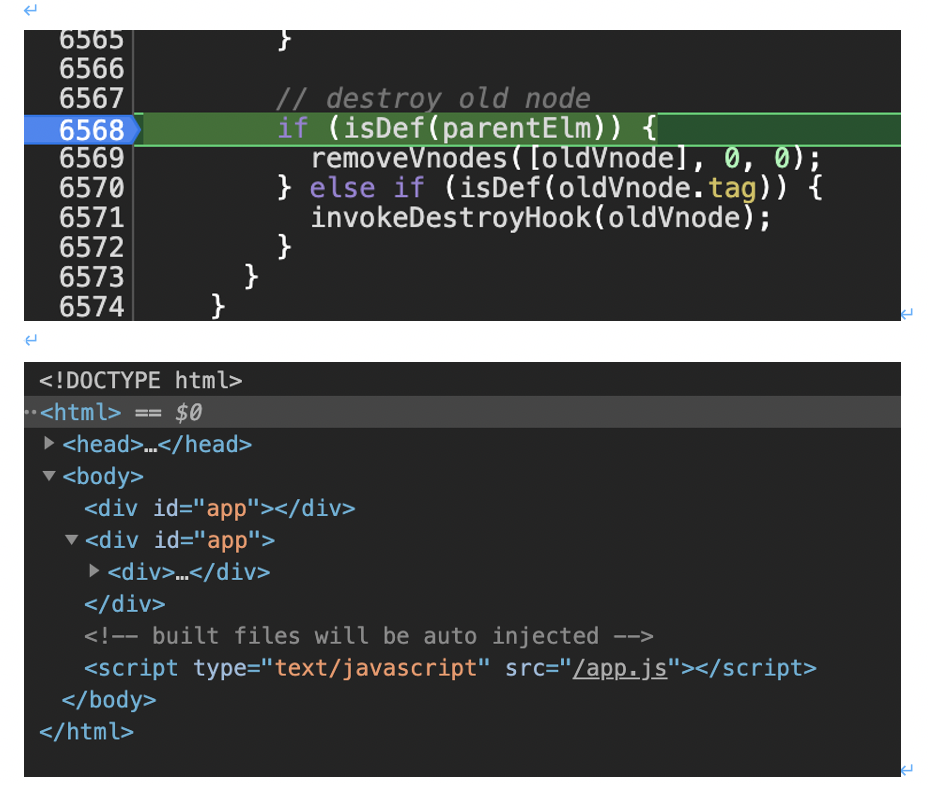 ↵
6565 }
6566
6567 // destroy old node
6568 if (isDef(parentElm)) {
6569 removeVnodes([oldVnode], 0, 0);
6570 } else if (isDef(oldVnode.tag)) {
6571 invokeDestroyHook(oldVnode);
6572 }
6573 }
6574 }
↵
↵
<!DOCTYPE html>
··<html> == $0
▶<head>…</head>
▼<body>
<div id="app"></div>
▼<div id="app">
▶<div>…</div>
</div>
<!-- built files will be auto injected -->
<script type="text/javascript" src="/app.js"></script>
</body>
</html>
↵